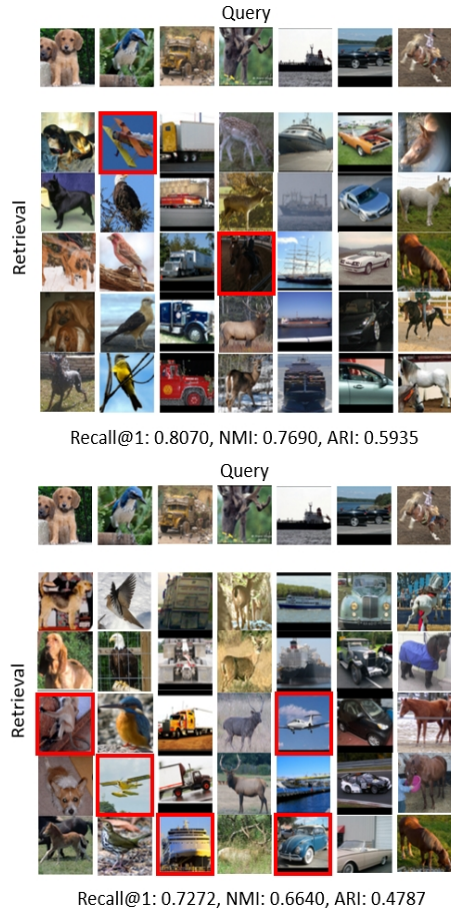 Query
Retrieval
Recall@1: 0.8070, NMI: 0.7690, ARI: 0.5935
Query
Retrieval
Recall@1: 0.7272, NMI: 0.6640, ARI: 0.4787